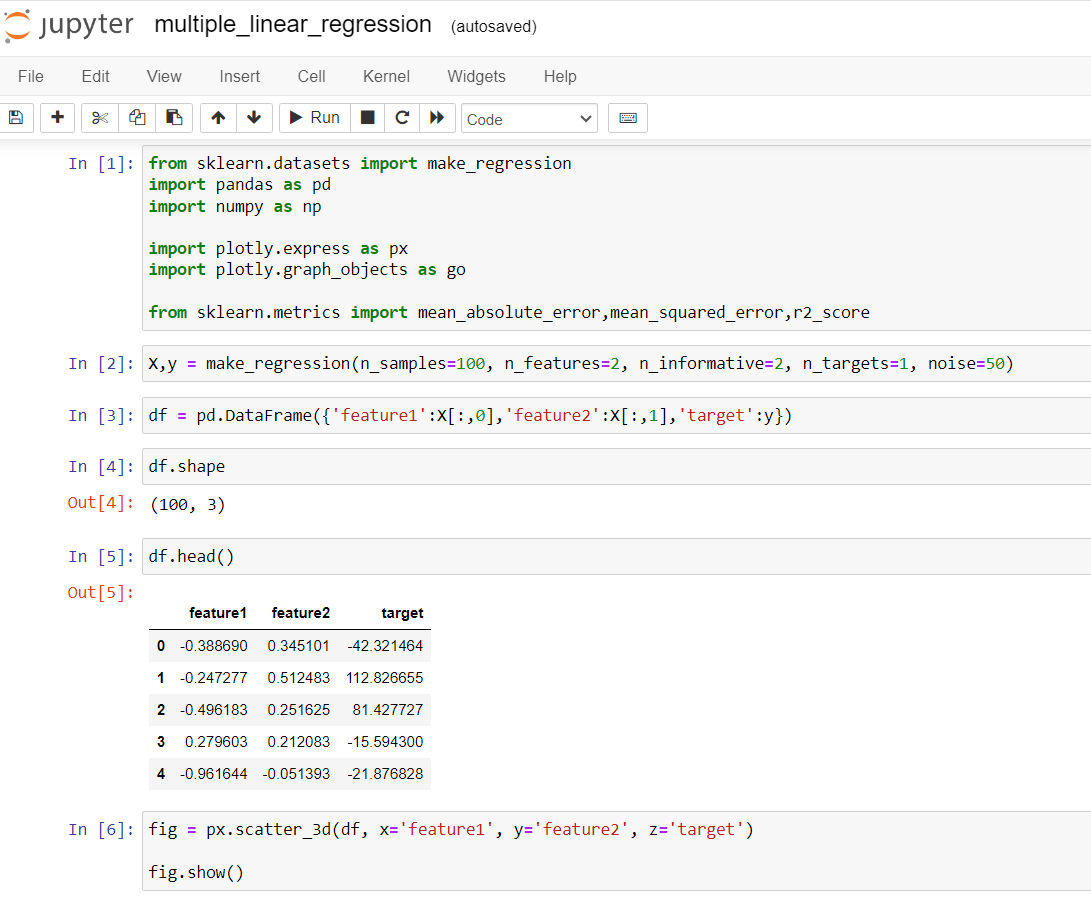 jupyter multiple_linear_regression (autosaved)
File Edit View Insert Cell Kernel Widgets Help
Run Code
In [1]: from sklearn.datasets import make_regression
import pandas as pd
import numpy as np
import plotly.express as px
import plotly.graph_objects as go
from sklearn.metrics import mean_absolute_error,mean_squared_error,r2_score
In [2]: X,y = make_regression(n_samples=100, n_features=2, n_informative=2, n_targets=1, noise=50)
In [3]: df = pd.DataFrame({'feature1':X[:,0],'feature2':X[:,1],'target':y})
In [4]: df.shape
Out[4]: (100, 3)
In [5]: df.head()
Out[5]:
feature1 feature2 target
0 -0.388690 0.345101 -42.321464
1 -0.247277 0.512483 112.826655
2 -0.496183 0.251625 81.427727
3 0.279603 0.212083 -15.594300
4 -0.961644 -0.051393 -21.876828
In [6]: fig = px.scatter_3d(df, x='feature1', y='feature2', z='target')
fig.show()